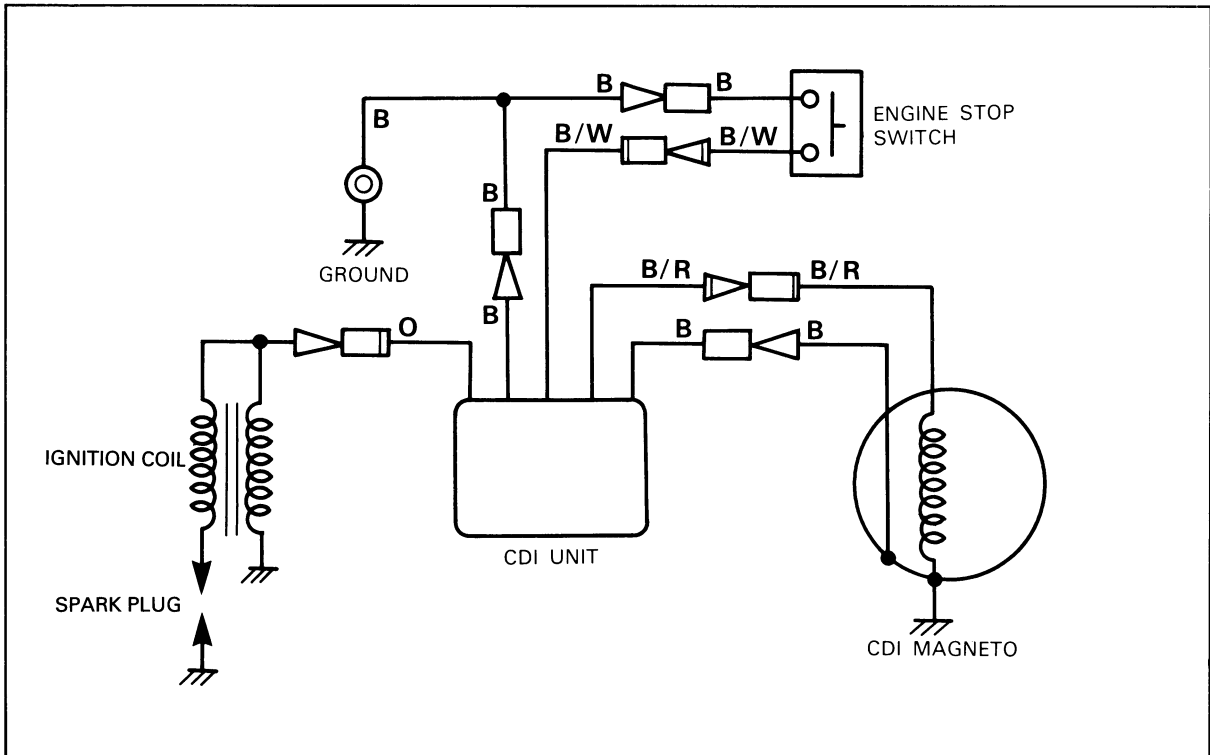 B B
B
ENGINE STOP
SWITCH
B/W B/W
B
GROUND
B/R B/R
B
O
B B
IGNITION COIL
CDI UNIT
SPARK PLUG
CDI MAGNETO